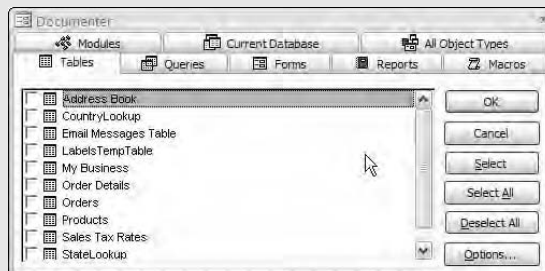 Documenter
Modules Current Database All Object Types
Tables Queries Forms Reports Macros
Address Book
CountryLookup
Email Messages Table
LabelsTempTable
My Business
Order Details
Orders
Products
Sales Tax Rates
StateLookup
OK
Cancel
Select
Select All
Deselect All
Options...